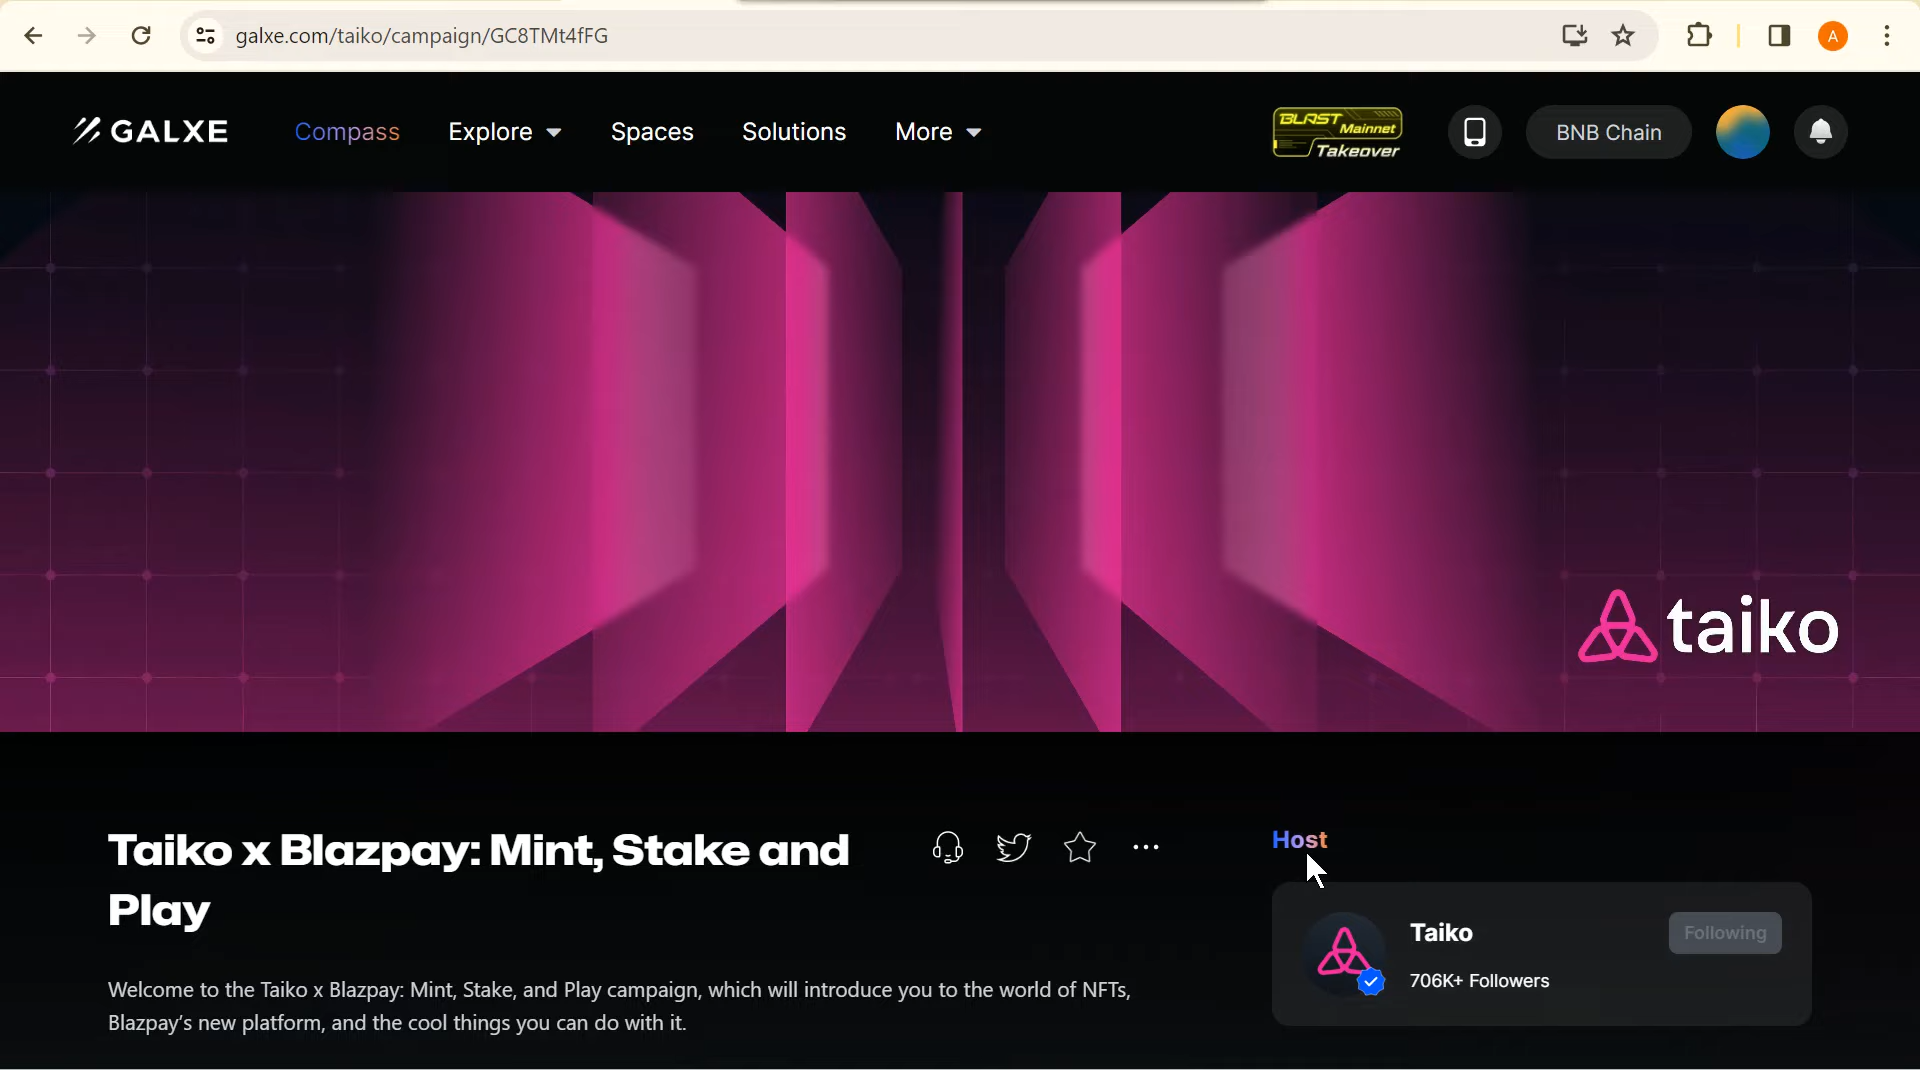 galxe.com/taiko/campaign/GC8TMt4fFG
A
GALXE
Compass
Explore
Spaces
Solutions
More
BLAST
Mainnet
Takeover
BNB Chain
taiko
Taiko x Blazpay: Mint, Stake and
Play
Host
Taiko
Following
706K+ Followers
Welcome to the Taiko x Blazpay: Mint, Stake, and Play campaign, which will introduce you to the world of NFTs,
Blazpay’s new platform, and the cool things you can do with it.